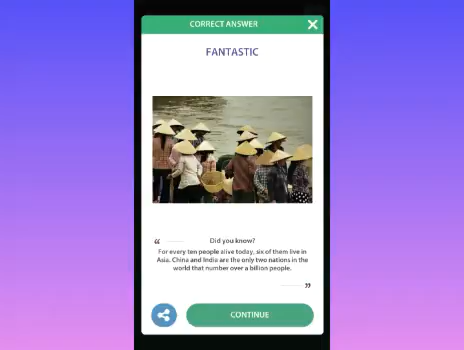 CORRECT ANSWER
FANTASTIC
Did you know?
For every ten people alive today, six of them live in
Asia. China and India are the only two nations in the
world that number over a billion people.
CONTINUE